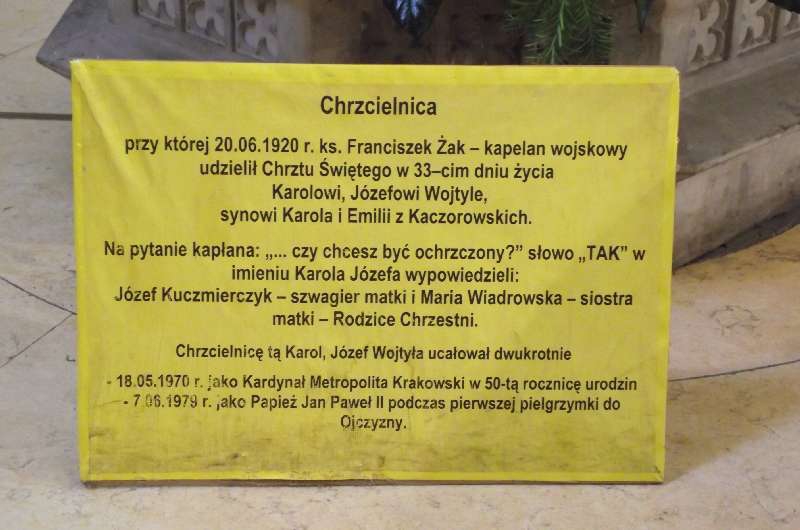 Chrzcielnica
przy której 20.06.1920 r. ks. Franciszek Żak – kapelan wojskowy
udzielił Chrztu Świętego w 33–cim dniu życia
Karolowi, Józefowi Wojtyle,
synowi Karola i Emilii z Kaczorowskich.
Na pytanie kapłana: „... czy chcesz być ochrzczony?” słowo „TAK” w
imieniu Karola Józefa wypowiedzieli:
Józef Kuczmierczyk – szwagier matki i Maria Wiadrowska – siostra
matki – Rodzice Chrzestni.
Chrzcielnicę tą Karol, Józef Wojtyła ucałował dwukrotnie
- 18.05.1970 r. jako Kardynał Metropolita Krakowski w 50-tą rocznicę urodzin
- 7.06.1979 r. jako Papież Jan Paweł II podczas pierwszej pielgrzymki do
Ojczyzny.